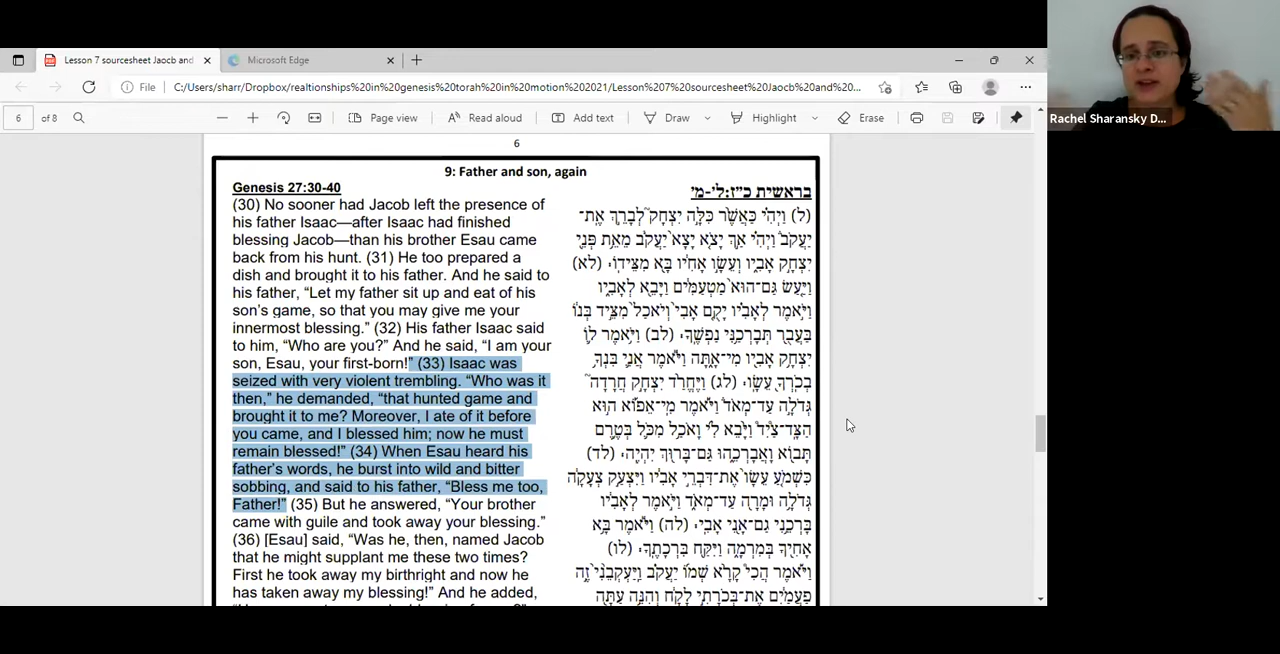 Lesson 7 sourcesheet Jaocb and
Microsoft Edge
File
C:/Users/sharr/Dropbox/realtionships%20in%20genesis%20torah%20in%20motion%202021/Lesson%207%20sourcesheet%20Jaocb%20and%20...
6
of 8
Page view
Read aloud
Add text
Draw
Highlight
Erase
Rachel Sharansky D...
6
9: Father and son, again
Genesis 27:30-40
(30) No sooner had Jacob left the presence of
his father Isaac—after Isaac had finished
blessing Jacob—than his brother Esau came
back from his hunt. (31) He too prepared a
dish and brought it to his father. And he said to
his father, “Let my father sit up and eat of his
son’s game, so that you may give me your
innermost blessing.” (32) His father Isaac said
to him, “Who are you?” And he said, “I am your
son, Esau, your first-born!” (33) Isaac was
seized with very violent trembling. “Who was it
then,” he demanded, “that hunted game and
brought it to me? Moreover, I ate of it before
you came, and I blessed him; now he must
remain blessed!” (34) When Esau heard his
father’s words, he burst into wild and bitter
sobbing, and said to his father, “Bless me too,
Father!” (35) But he answered, “Your brother
came with guile and took away your blessing.”
(36) [Esau] said, “Was he, then, named Jacob
that he might supplant me these two times?
First he took away my birthright and now he
has taken away my blessing!” And he added,
בראשית כ״ז:ל׳-מ׳
(ל) וַיְהִ֗י כַּאֲשֶׁ֨ר כִּלָּ֣ה יִצְחָק֮ לְבָרֵ֣ךְ אֶֽת־
יַעֲקֹב֒ וַיְהִ֗י אַ֣ךְ יָצֹ֤א יָצָא֙ יַעֲקֹ֔ב מֵאֵ֥ת פְּנֵ֖י
יִצְחָ֣ק אָבִ֑יו וְעֵשָׂ֣ו אָחִ֔יו בָּ֖א מִצֵּידֽוֹ׃ (לא)
וַיַּ֤עַשׂ גַּם־הוּא֙ מַטְעַמִּ֔ים וַיָּבֵ֖א לְאָבִ֑יו
וַיֹּ֣אמֶר לְאָבִ֗יו יָקֻ֤ם אָבִי֙ וְיֹאכַל֙ מִצֵּ֣יד בְּנ֔וֹ
בַּעֲבֻ֖ר תְּבָרְכַ֥נִּי נַפְשֶֽׁךָ׃ (לב) וַיֹּ֥אמֶר ל֛וֹ
יִצְחָ֥ק אָבִ֖יו מִי־אָ֑תָּה וַיֹּ֕אמֶר אֲנִ֛י בִּנְךָ֥
בְכֹֽרְךָ֖ עֵשָֽׂו׃ (לג) וַיֶּחֱרַ֨ד יִצְחָ֣ק חֲרָדָה֮
גְּדֹלָ֣ה עַד־מְאֹד֒ וַיֹּ֡אמֶר מִֽי־אֵפ֡וֹא ה֣וּא
הַצָּֽד־צַיִד֩ וַיָּ֨בֵא לִ֜י וָאֹכַ֥ל מִכֹּ֛ל בְּטֶ֥רֶם
תָּב֖וֹא וָאֲבָרְכֵ֑הוּ גַּם־בָּר֖וּךְ יִהְיֶֽה׃ (לד)
כִּשְׁמֹ֤עַ עֵשָׂו֙ אֶת־דִּבְרֵ֣י אָבִ֔יו וַיִּצְעַ֣ק צְעָקָ֔ה
גְּדֹלָ֥ה וּמָרָ֖ה עַד־מְאֹ֑ד וַיֹּ֣אמֶר לְאָבִ֔יו
בָּרְכֵ֥נִי גַם־אָ֖נִי אָבִֽי׃ (לה) וַיֹּ֕אמֶר בָּ֥א
אָחִ֖יךָ בְּמִרְמָ֑ה וַיִּקַּ֖ח בִּרְכָתֶֽךָ׃ (לו)
וַיֹּ֡אמֶר הֲכִי֩ קָרָ֨א שְׁמ֜וֹ יַעֲקֹ֗ב וַֽיַּעְקְבֵ֙נִי֙ זֶ֣ה
פַעֲמַ֔יִם אֶת־בְּכֹרָתִ֣י לָקָ֔ח וְהִנֵּ֥ה עַתָּ֖ה